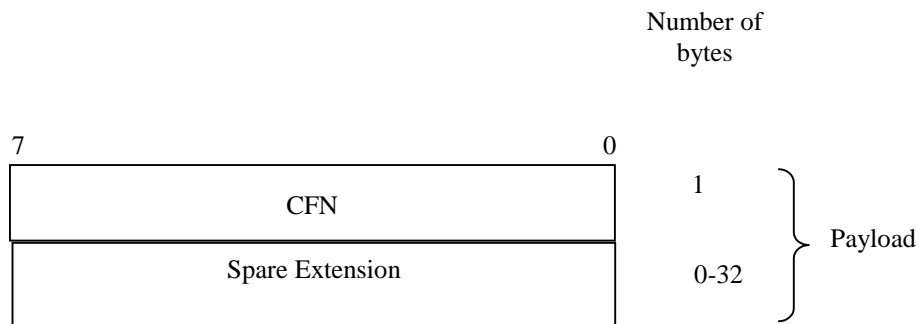 Number of
bytes
7 0
CFN 1
Payload
Spare Extension 0-32